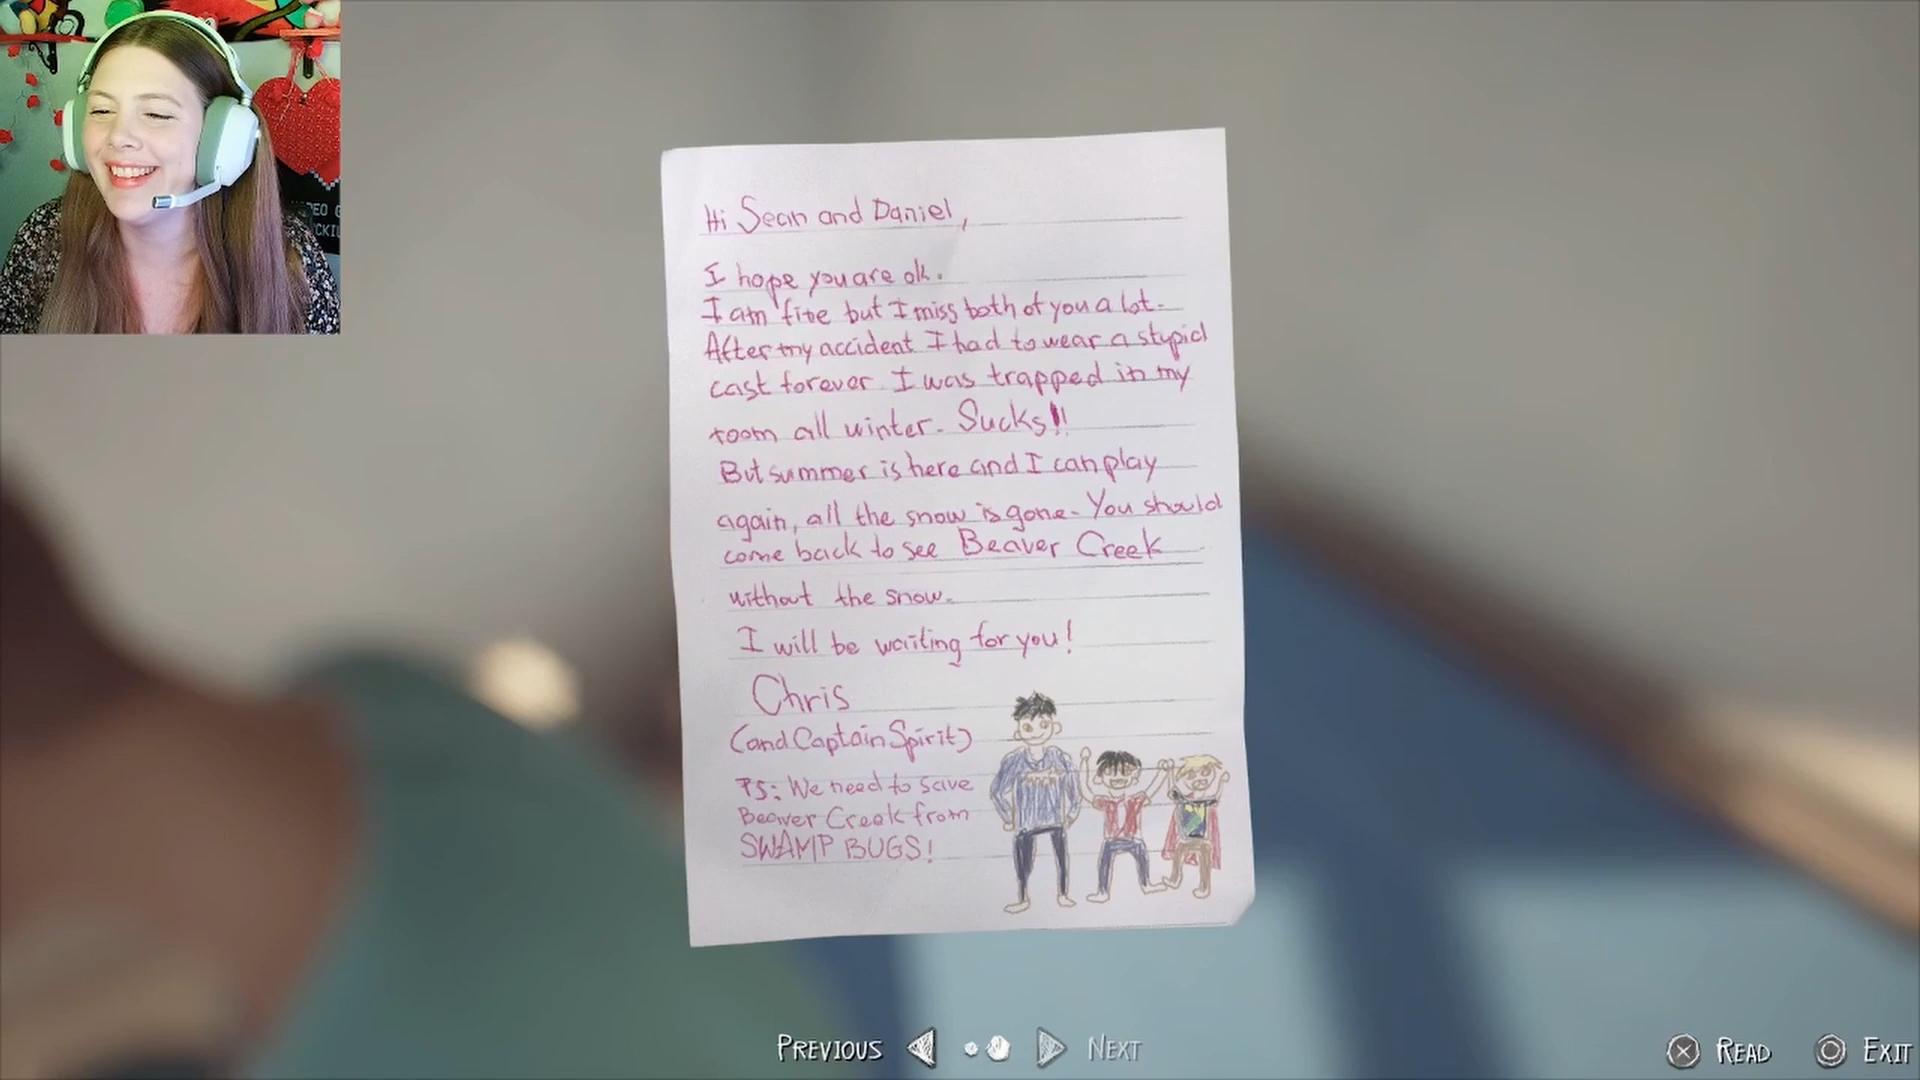 Hi Sean and Daniel,
I hope you are ok.
I am fine but I miss both of you a lot.
After my accident I had to wear a stupid
cast forever. I was trapped in my
room all winter. Sucks!!
But summer is here and I can play
again, all the snow is gone. You should
come back to see Beaver Creek
without the snow.
I will be waiting for you!
Chris
(and Captain Spirit)
PS: We need to save
Beaver Creek from
SWAMP BUGS!
PREVIOUS
NEXT
READ
EXIT